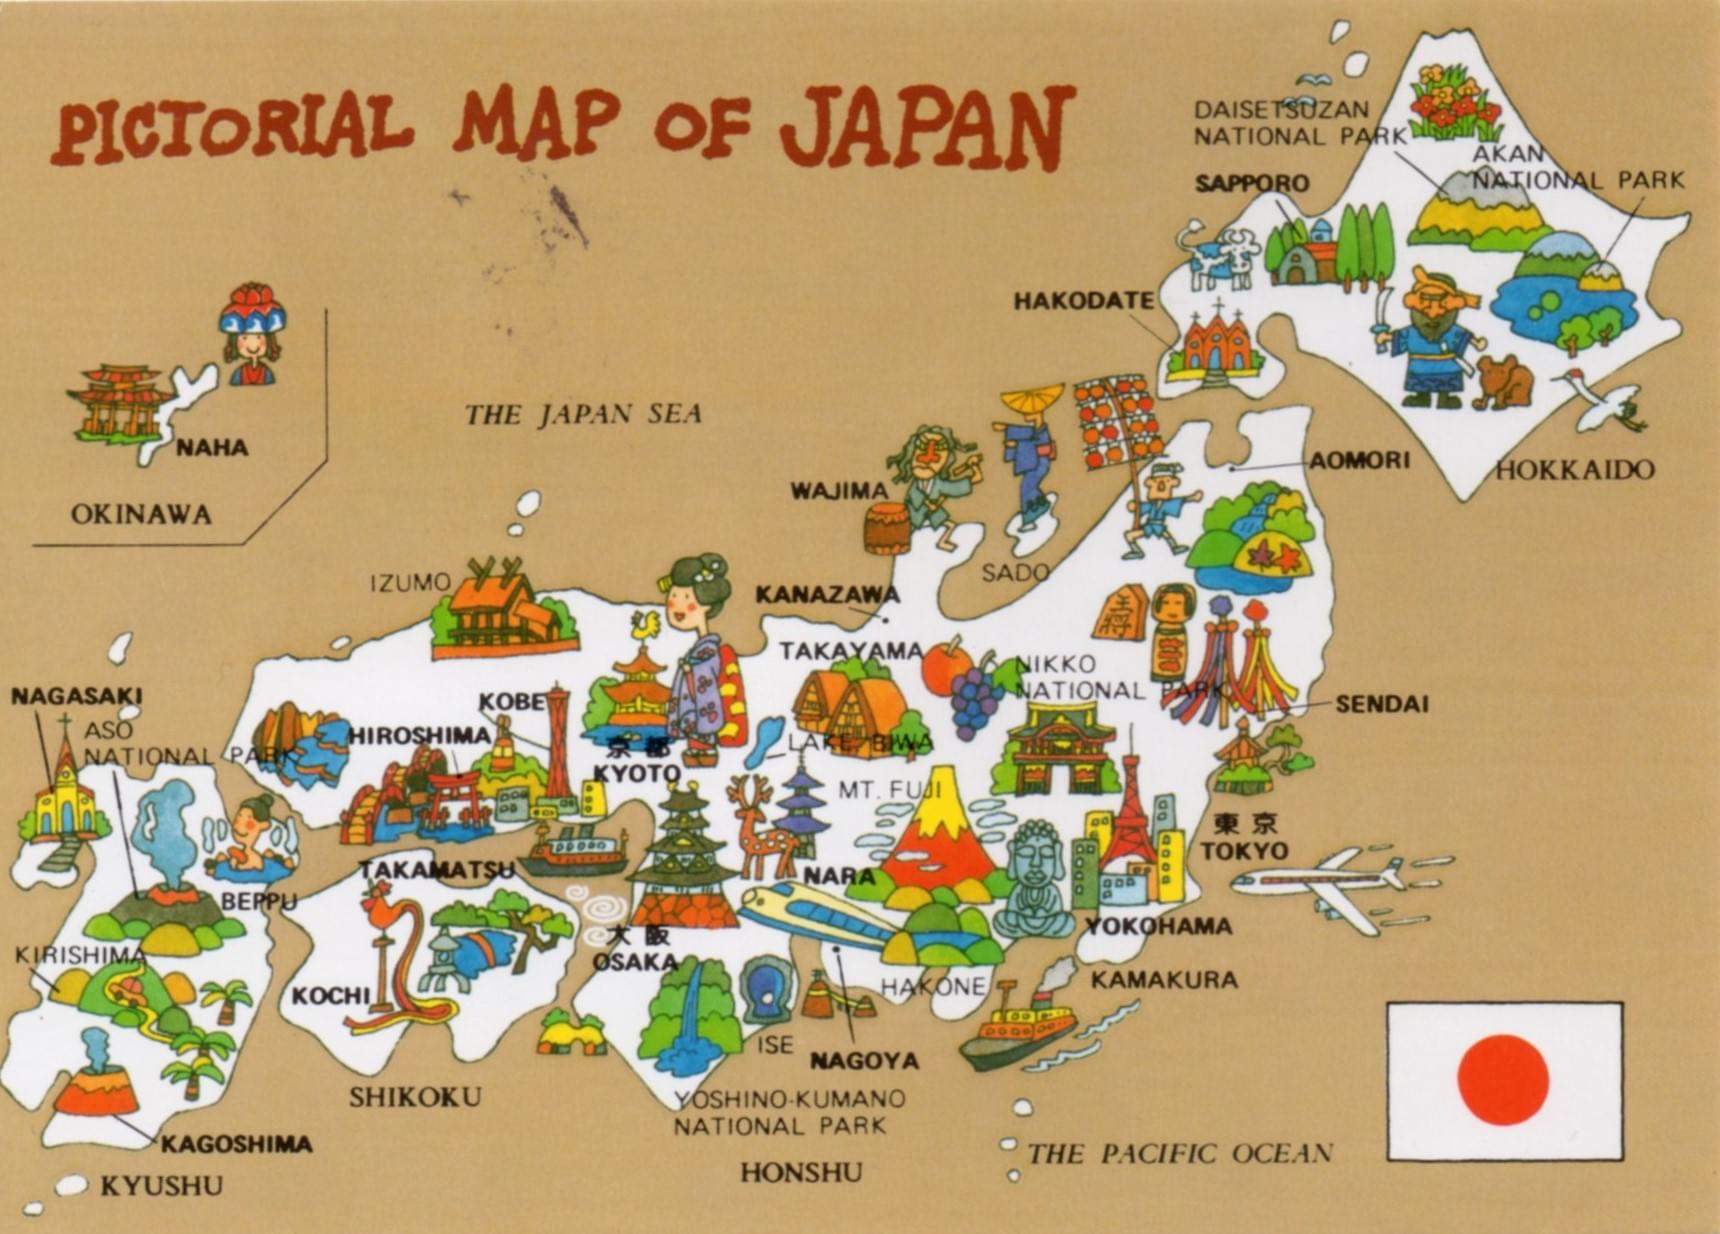 PICTORIAL MAP OF JAPAN
DAISETSUZAN
NATIONAL PARK
AKAN
NATIONAL PARK
SAPPORO
HAKODATE
THE JAPAN SEA
NAHA
OKINAWA
AOMORI
HOKKAIDO
WAJIMA
SADO
IZUMO
KANAZAWA
TAKAYAMA
NIKKO
NATIONAL PARK
SENDAI
NAGASAKI
ASO
NATIONAL PARK
KOBE
HIROSHIMA
京都
KYOTO
LAKE BIWA
MT. FUJI
東京
TOKYO
TAKAMATSU
NARA
BEPPU
YOKOHAMA
大阪
OSAKA
KIRISHIMA
KOCHI
HAKONE
KAMAKURA
ISE
NAGOYA
SHIKOKU
YOSHINO-KUMANO
NATIONAL PARK
KAGOSHIMA
THE PACIFIC OCEAN
HONSHU
KYUSHU